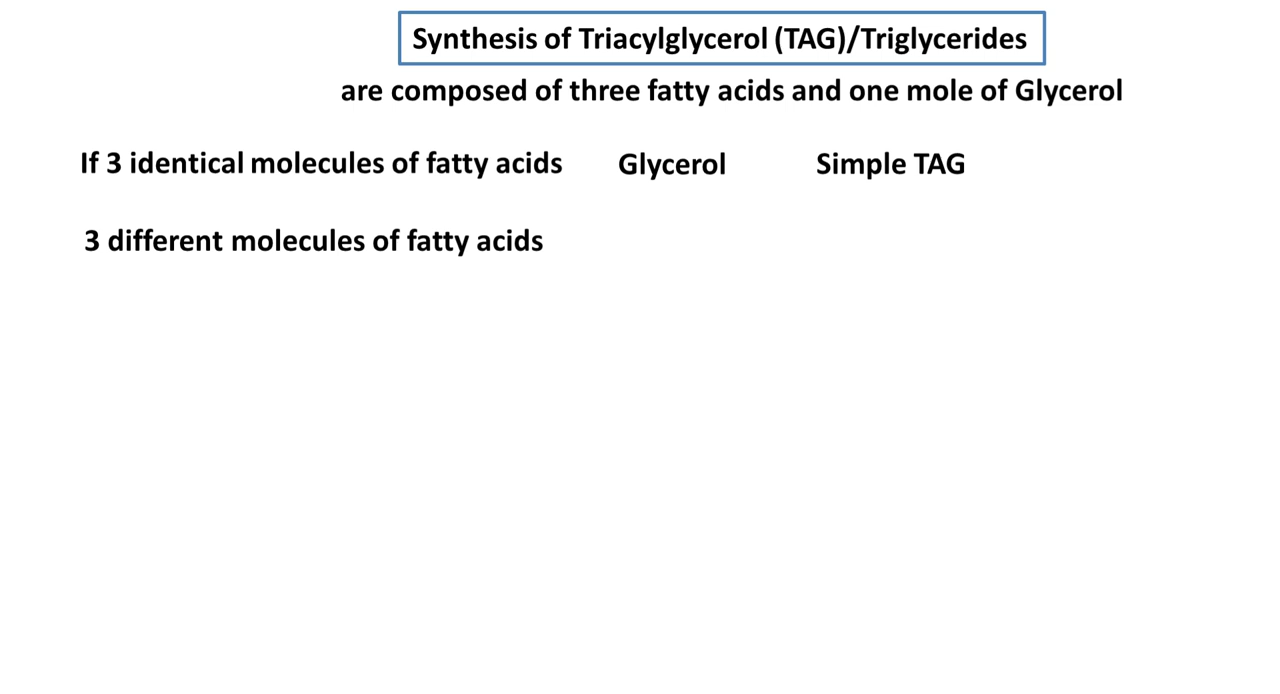 Synthesis of Triacylglycerol (TAG)/Triglycerides
are composed of three fatty acids and one mole of Glycerol
If 3 identical molecules of fatty acids Glycerol Simple TAG
3 different molecules of fatty acids